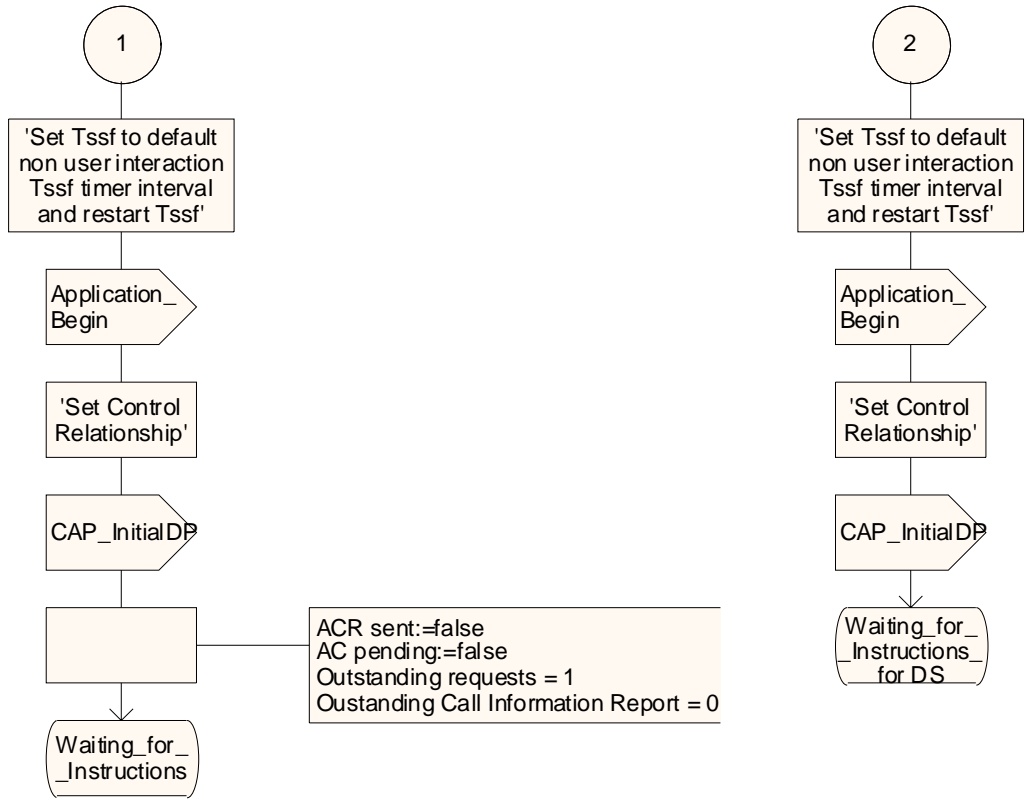 1
'Set Tssf to default
non user interaction
Tssf timer interval
and restart Tssf'
Application_
Begin
'Set Control
Relationship'
CAP_InitialDP
ACR sent:=false
AC pending:=false
Outstanding requests = 1
Oustanding Call Information Report = 0
Waiting_for_
_Instructions
2
'Set Tssf to default
non user interaction
Tssf timer interval
and restart Tssf'
Application_
Begin
'Set Control
Relationship'
CAP_InitialDP
Waiting_for_
_Instructions_
for DS